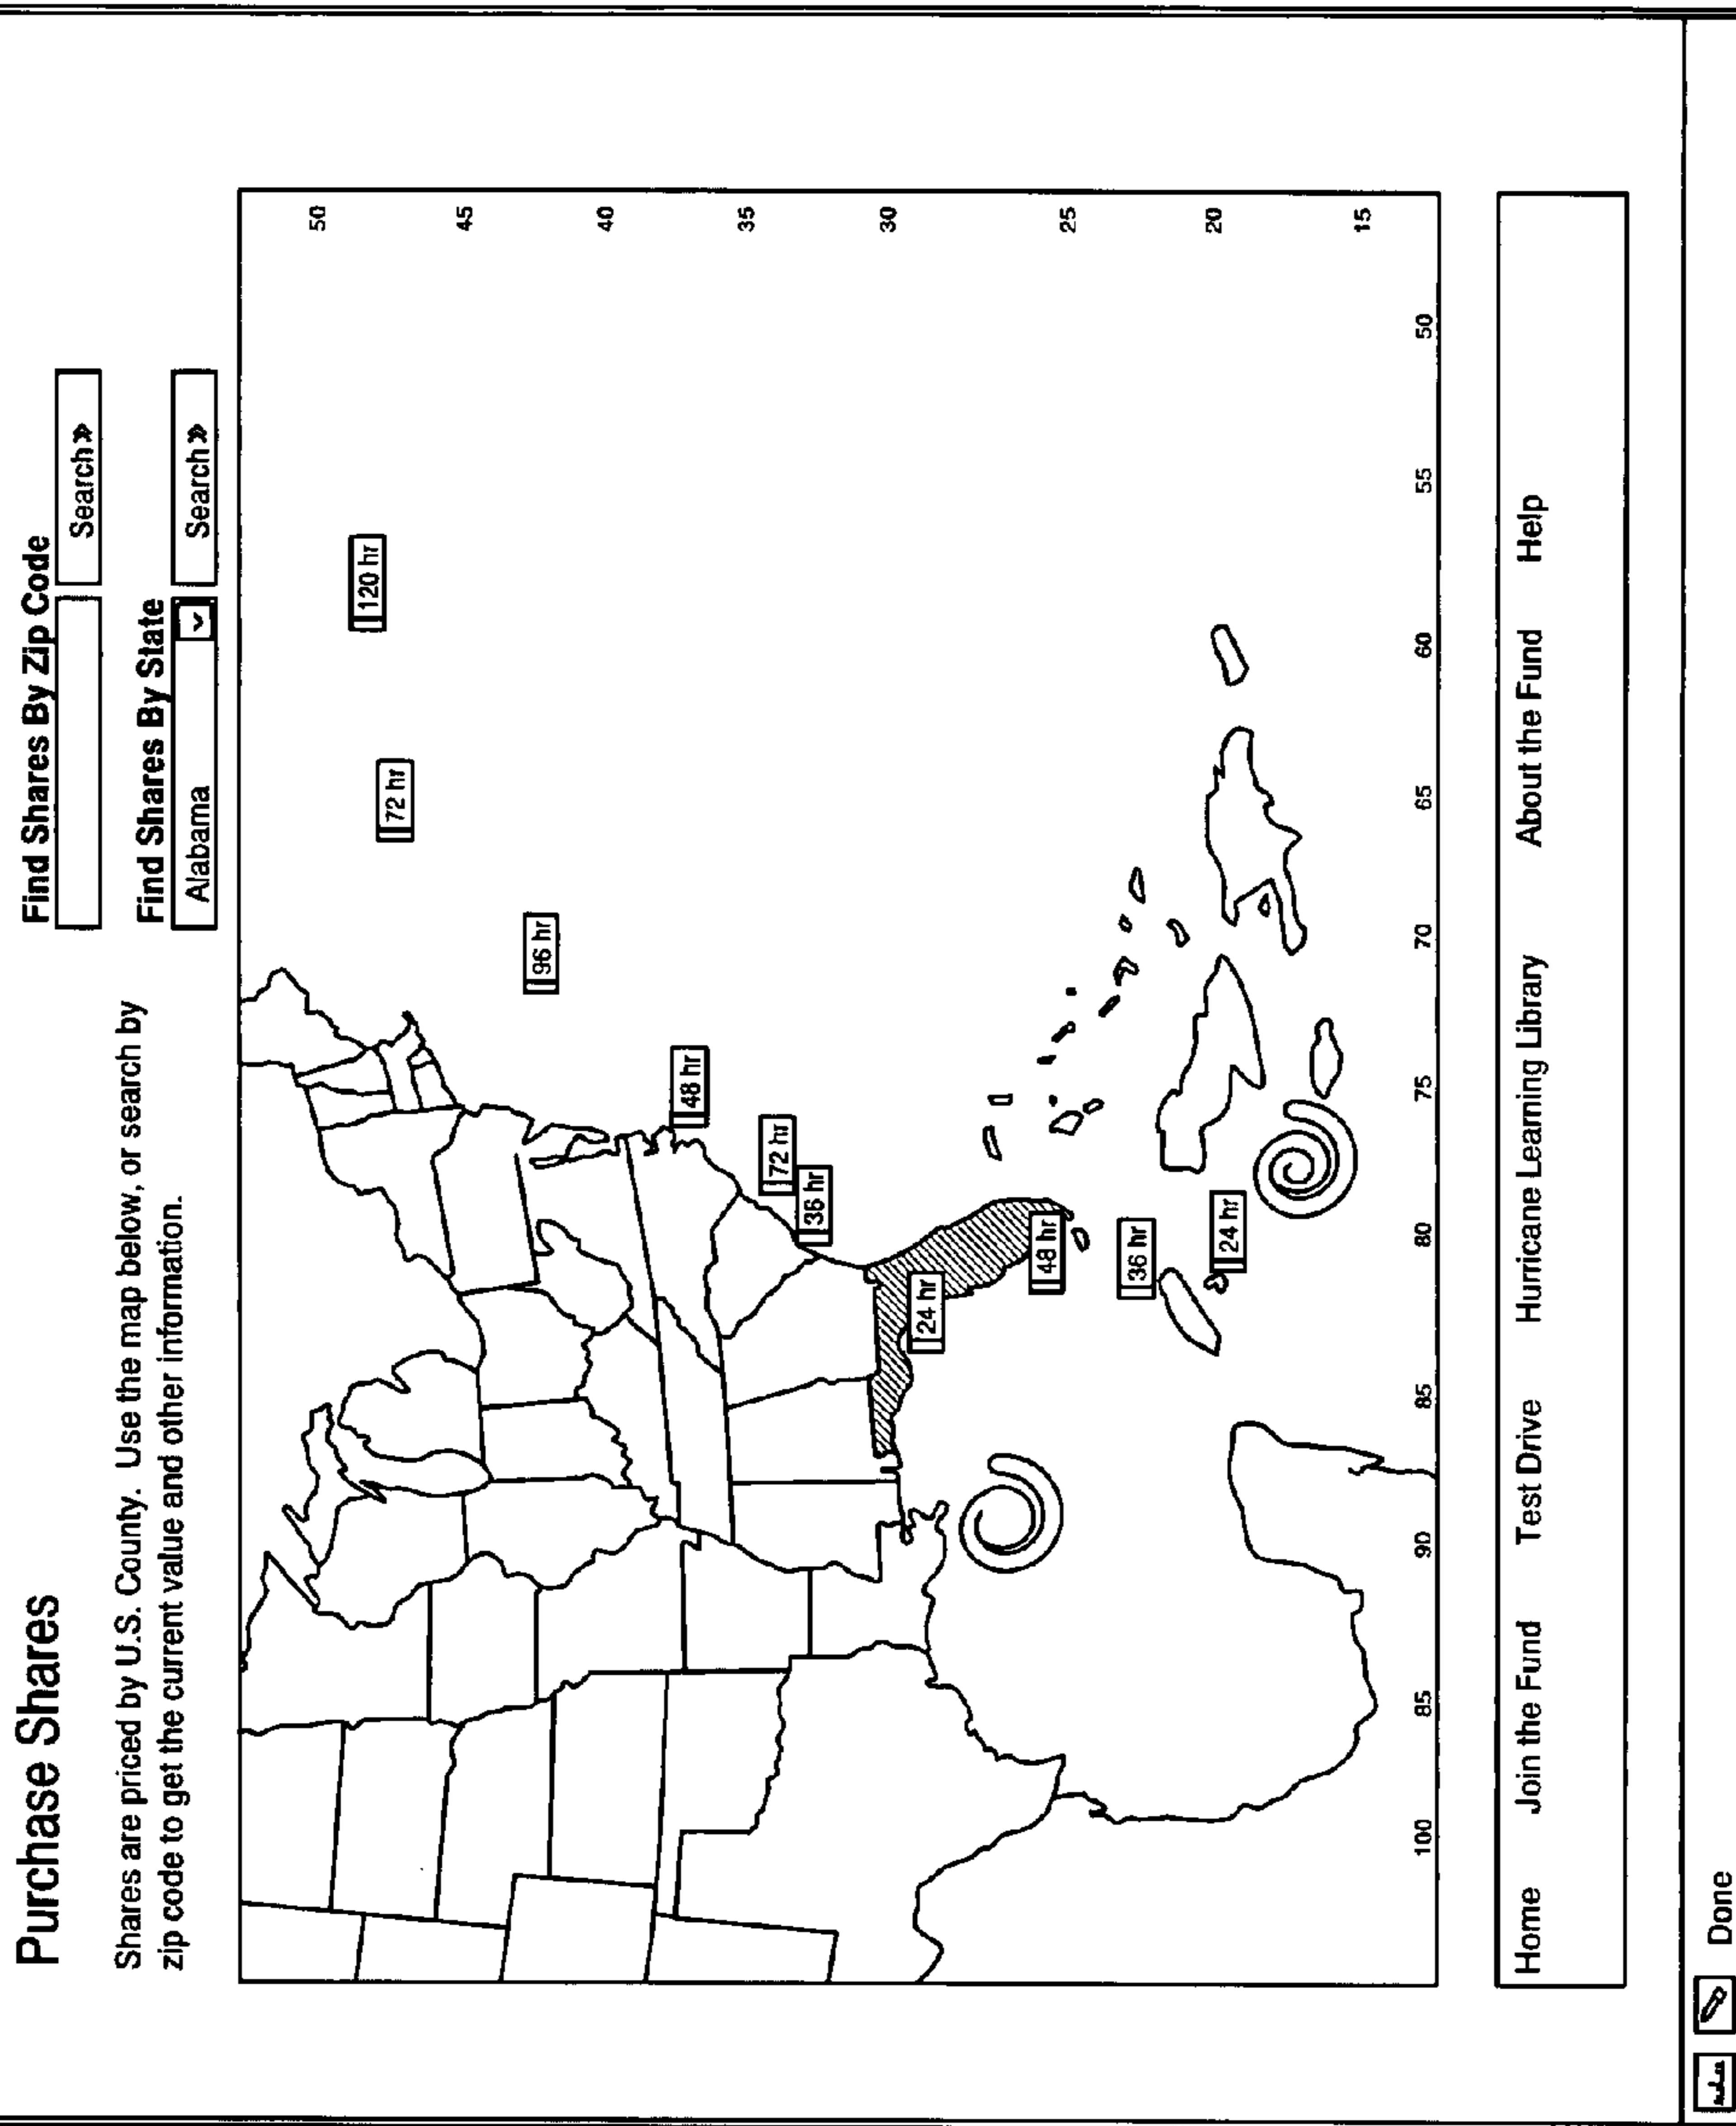 Purchase Shares
Shares are priced by U.S. County. Use the map below, or search by
zip code to get the current value and other information.
Find Shares By Zip Code
Search »
Find Shares By State
Alabama
Search »
120 hr
72 hr
96 hr
48 hr
72 hr
36 hr
24 hr
48 hr
36 hr
24 hr
50
45
40
35
30
25
20
15
100
85
90
85
80
75
70
65
60
55
50
Home Join the Fund Test Drive Hurricane Learning Library About the Fund Help
Done